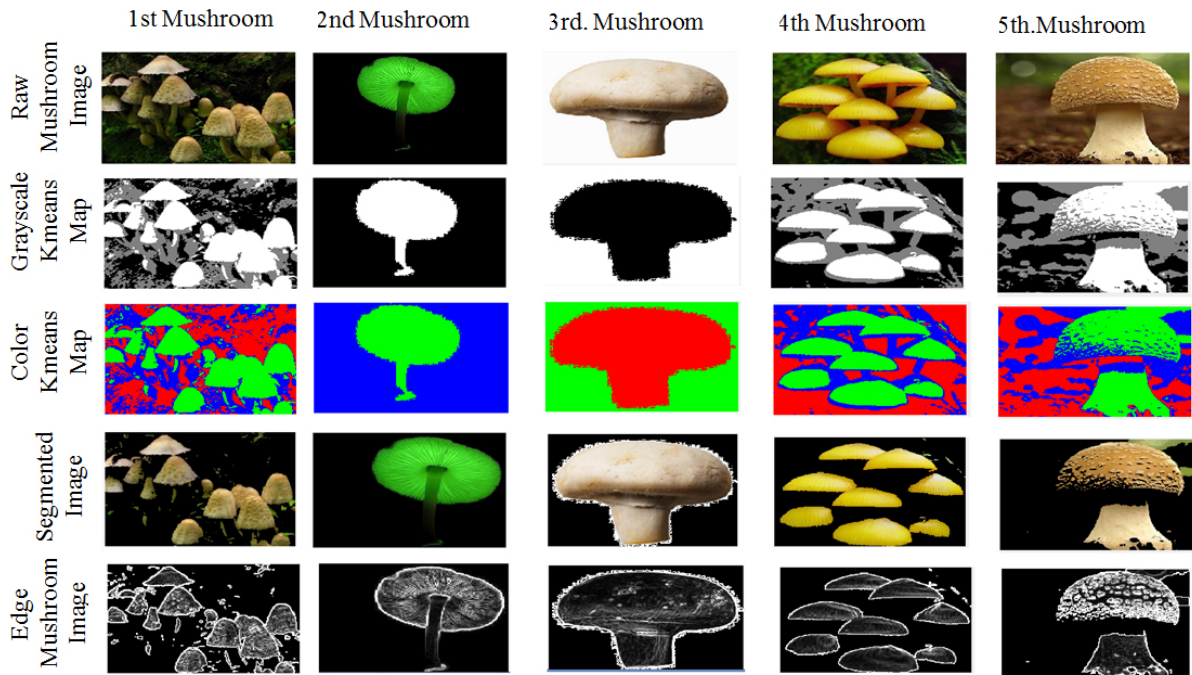 1st Mushroom
2nd Mushroom
3rd. Mushroom
4th Mushroom
5th.Mushroom
Raw
Mushroom
Image
Grayscale
Kmeans
Map
Color
Kmeans
Map
Segmented
Image
Edge
Mushroom
Image